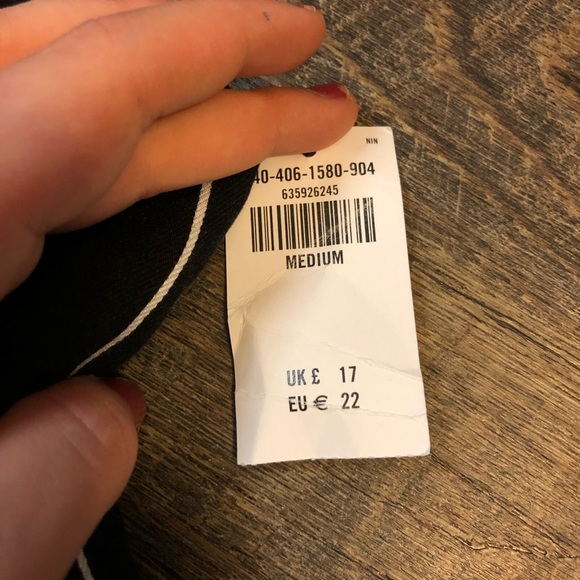 NIN
40-406-1580-904
635926245
MEDIUM
UK £ 17
EU € 22